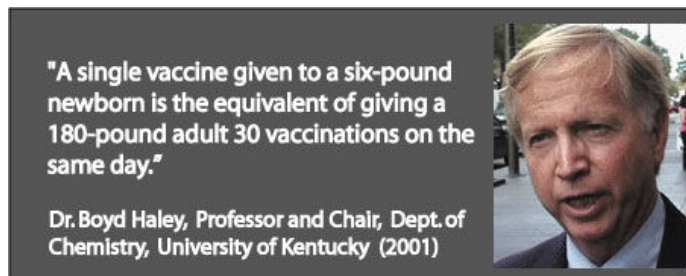 "A single vaccine given to a six-pound
newborn is the equivalent of giving a
180-pound adult 30 vaccinations on the
same day.”
Dr. Boyd Haley, Professor and Chair, Dept. of
Chemistry, University of Kentucky (2001)